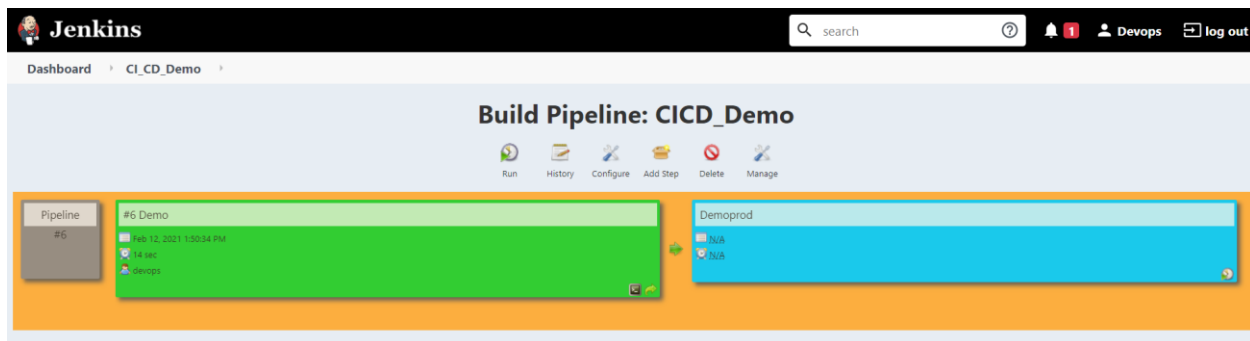 Jenkins
search
1
Devops
log out
Dashboard
CI_CD_Demo
Build Pipeline: CICD_Demo
Run
History
Configure
Add Step
Delete
Manage
Pipeline
#6
#6 Demo
Feb 12, 2021 1:50:34 PM
14 sec
devops
Demoprod
N/A
N/A